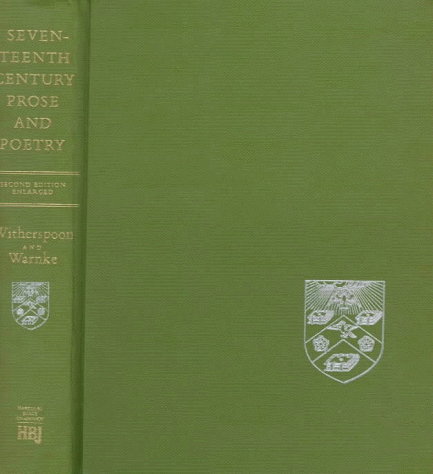 SEVEN-
TEENTH
CENTURY
PROSE
AND
POETRY
SECOND EDITION
ENLARGED
Witherspoon
AND
Warnke
HBJ